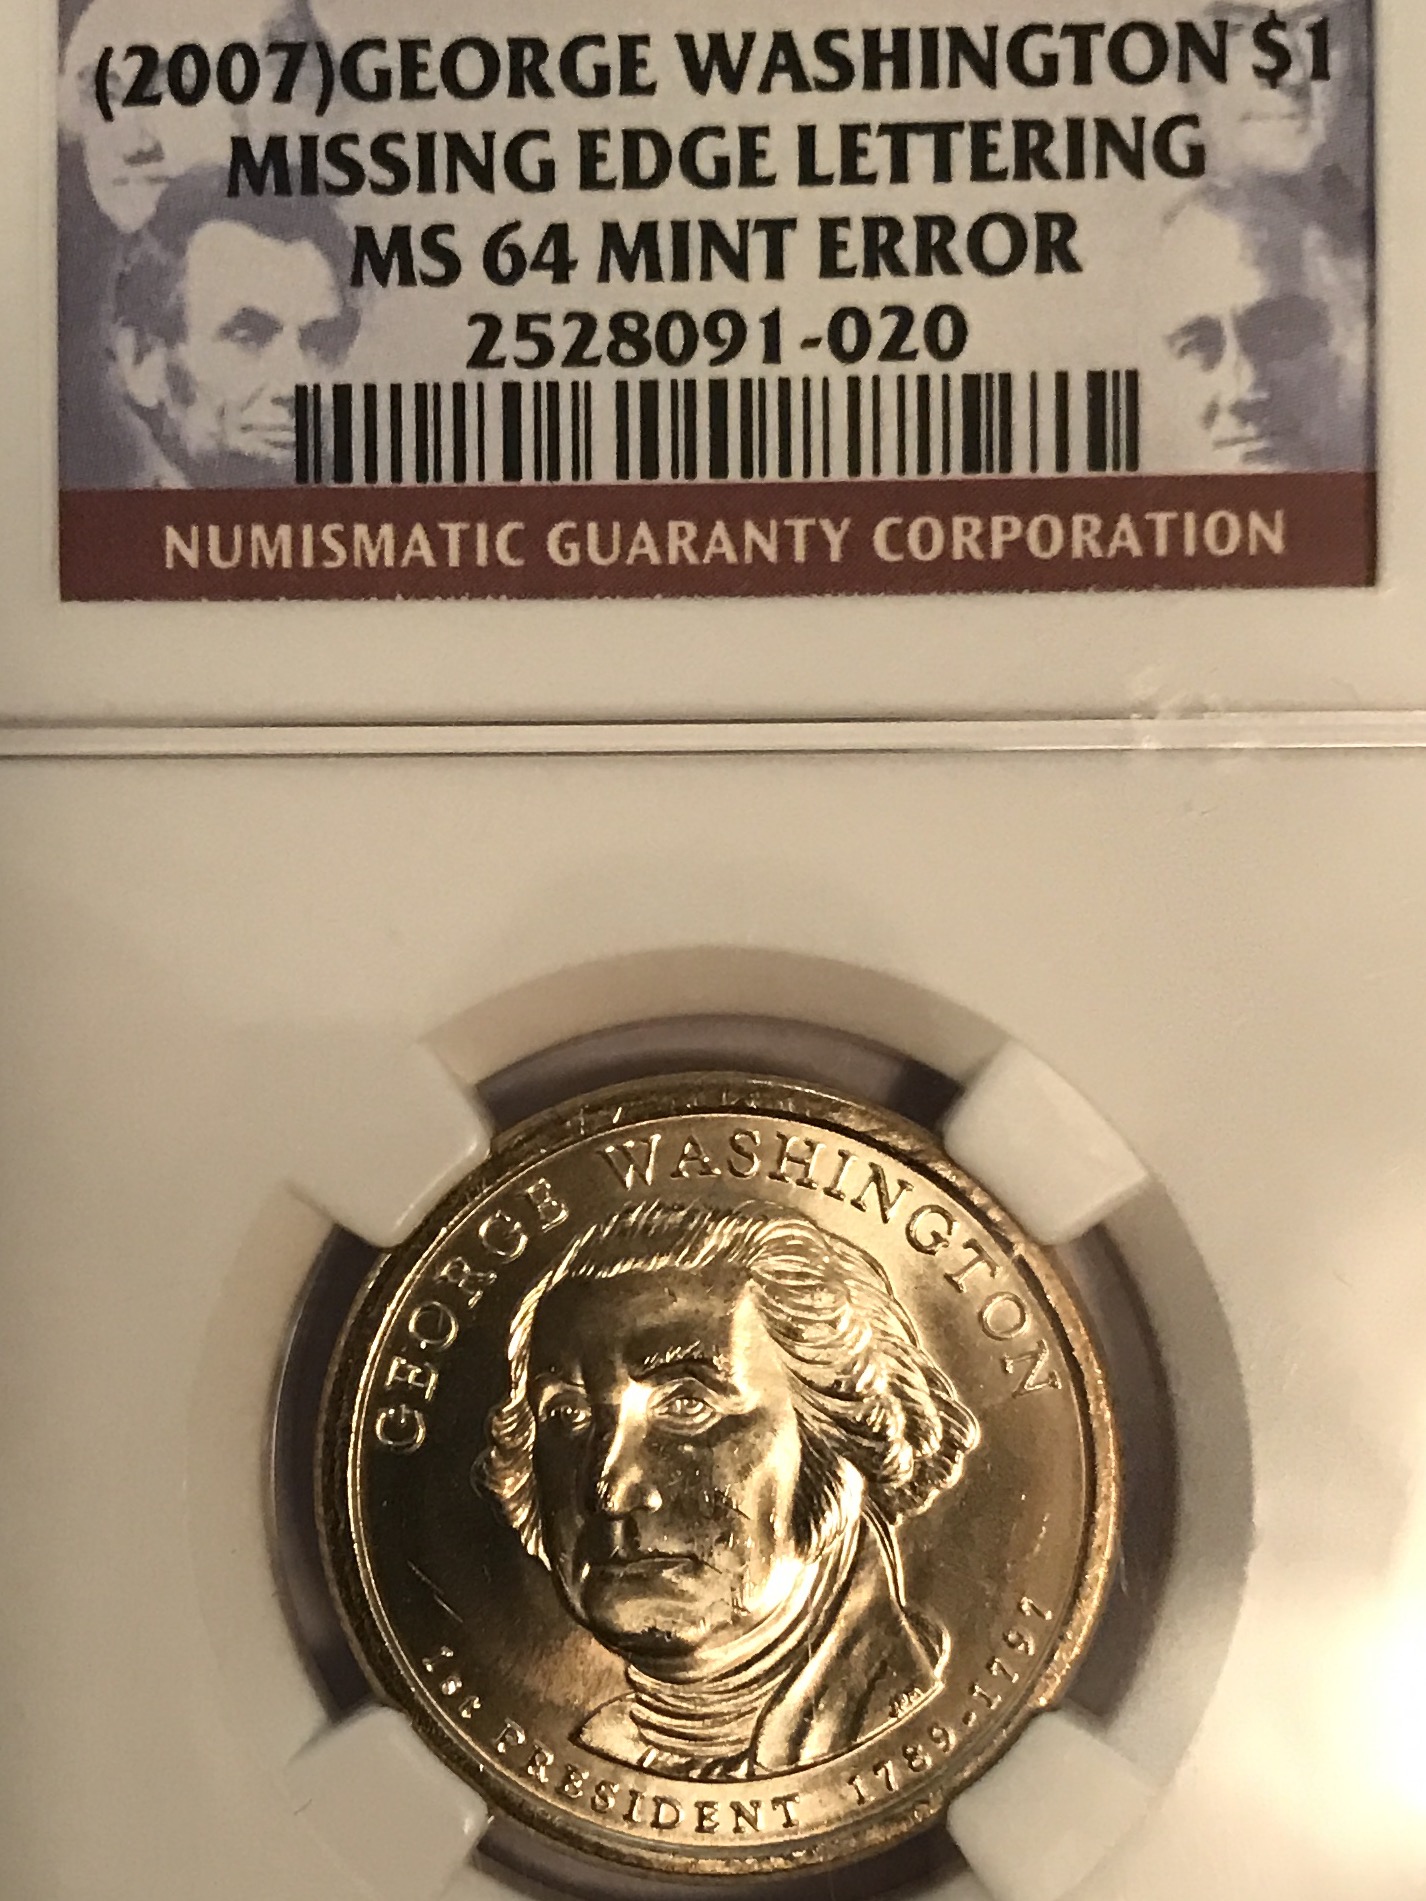 (2007)GEORGE WASHINGTON $1
MISSING EDGE LETTERING
MS 64 MINT ERROR
2528091-020
NUMISMATIC GUARANTY CORPORATION
GEORGE WASHINGTON
1st PRESIDENT 1789-1797